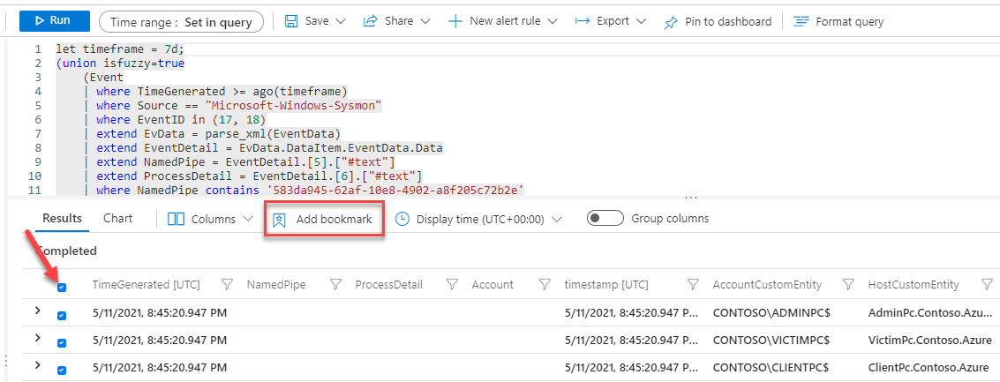 Run
Time range : Set in query
Save
Share
New alert rule
Export
Pin to dashboard
Format query
1 let timeframe = 7d;
2 (union isfuzzy=true
3 (Event
4 | where TimeGenerated >= ago(timeframe)
5 | where Source == "Microsoft-Windows-Sysmon"
6 | where EventID in (17, 18)
7 | extend EvData = parse_xml(EventData)
8 | extend EventDetail = EvData.DataItem.EventData.Data
9 | extend NamedPipe = EventDetail.[5].["#text"]
10 | extend ProcessDetail = EventDetail.[6].["#text"]
11 | where NamedPipe contains '583da945-62af-10e8-4902-a8f205c72b2e'
Results
Chart
Columns
Add bookmark
Display time (UTC+00:00)
Group columns
Completed
TimeGenerated [UTC] NamedPipe ProcessDetail Account timestamp [UTC] AccountCustomEntity HostCustomEntity
5/11/2021, 8:45:20.947 PM 5/11/2021, 8:45:20.947 P... CONTOSO\ADMINPC$ AdminPc.Contoso.Azu...
5/11/2021, 8:45:20.947 PM 5/11/2021, 8:45:20.947 P... CONTOSO\VICTIMPC$ VictimPc.Contoso.Azure
5/11/2021, 8:45:20.947 PM 5/11/2021, 8:45:20.947 P... CONTOSO\CLIENTPC$ ClientPc.Contoso.Azure